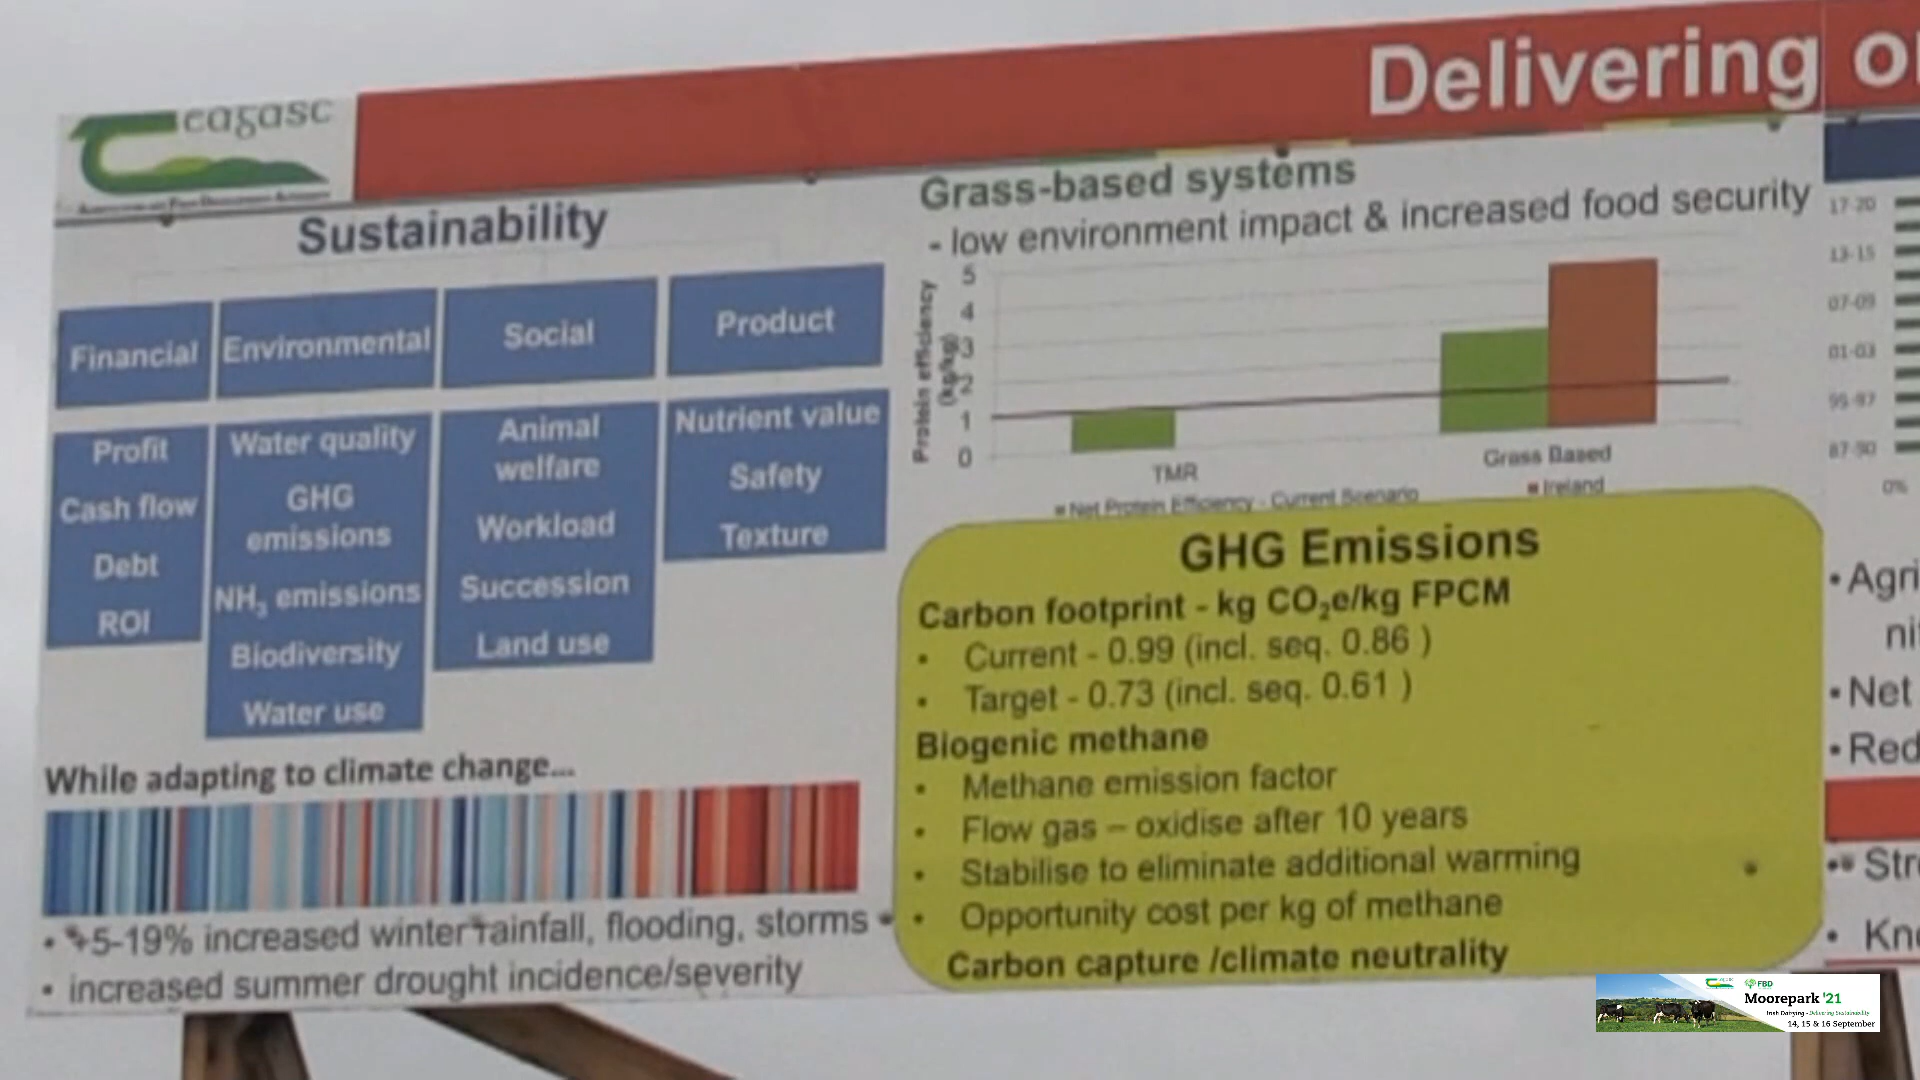 eagasc
Delivering
Sustainability
Financial
Environmental
Social
Product
Profit
Cash flow
Debt
ROI
Water quality
GHG
emissions
NH₃ emissions
Biodiversity
Water use
Animal
welfare
Workload
Succession
Land use
Nutrient value
Safety
Texture
While adapting to climate change...
• +5-19% increased winter rainfall, flooding, storms
• increased summer drought incidence/severity
Grass-based systems
- low environment impact & increased food security
Protein efficiency
(kg/kg)
5
4
3
2
1
0
TMR
Grass Based
Net Protein Efficiency - Current Scenario
Ireland
GHG Emissions
Carbon footprint - kg CO₂e/kg FPCM
• Current - 0.99 (incl. seq. 0.86 )
• Target - 0.73 (incl. seq. 0.61 )
Biogenic methane
• Methane emission factor
• Flow gas – oxidise after 10 years
• Stabilise to eliminate additional warming
• Opportunity cost per kg of methane
Carbon capture /climate neutrality
17-20
13-15
07-09
01-03
95-97
87-90
0%
• Agri
ni
• Net
• Red
• Str
• Kn
FBD
Moorepark '21
Irish Dairying - Delivering Sustainability
14, 15 & 16 September